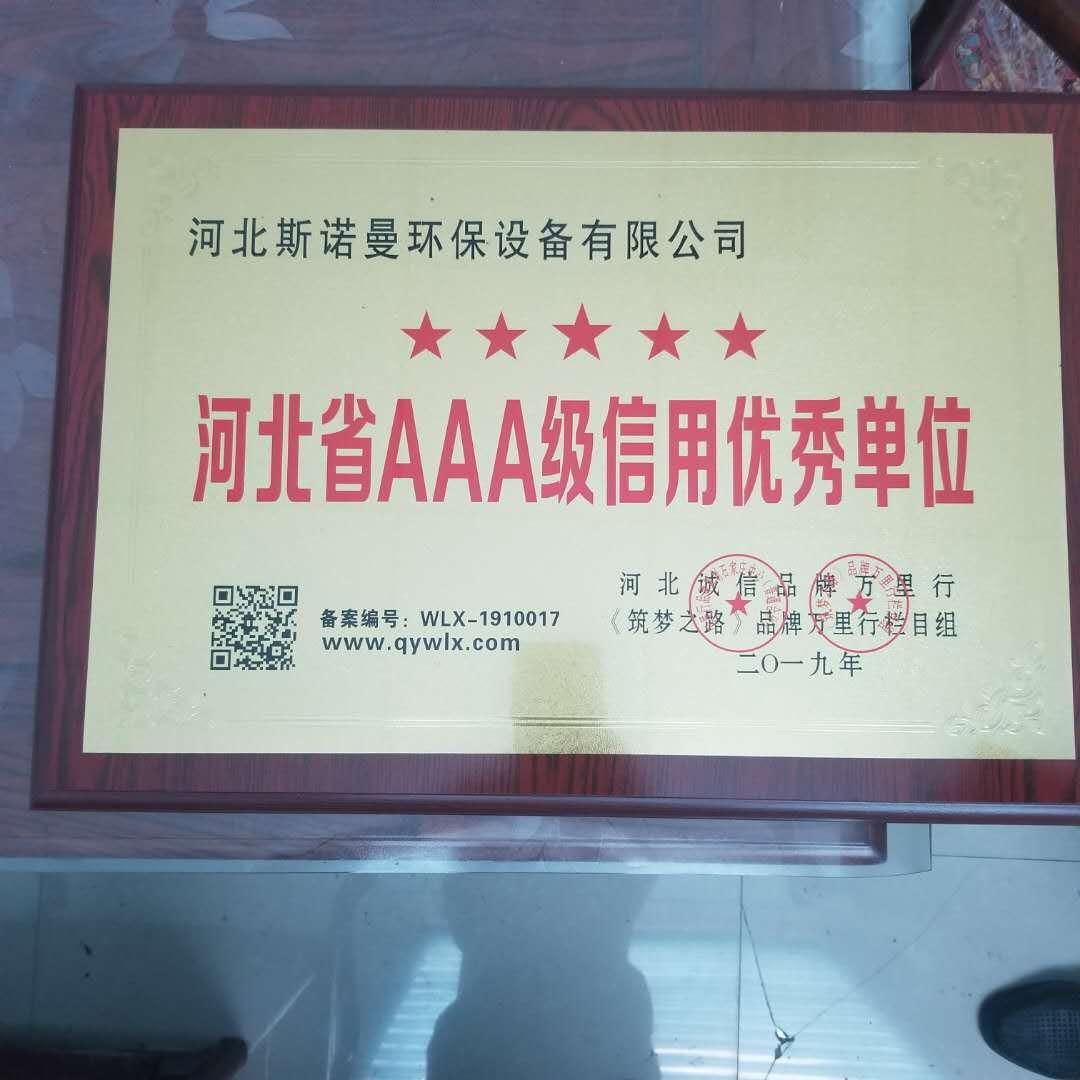 河北斯诺曼环保设备有限公司
河北省AAA级信用优秀单位
备案编号：WLX-1910017
www.qywlx.com
河北诚信品牌万里行
《筑梦之路》品牌万里行栏目组
二〇一九年